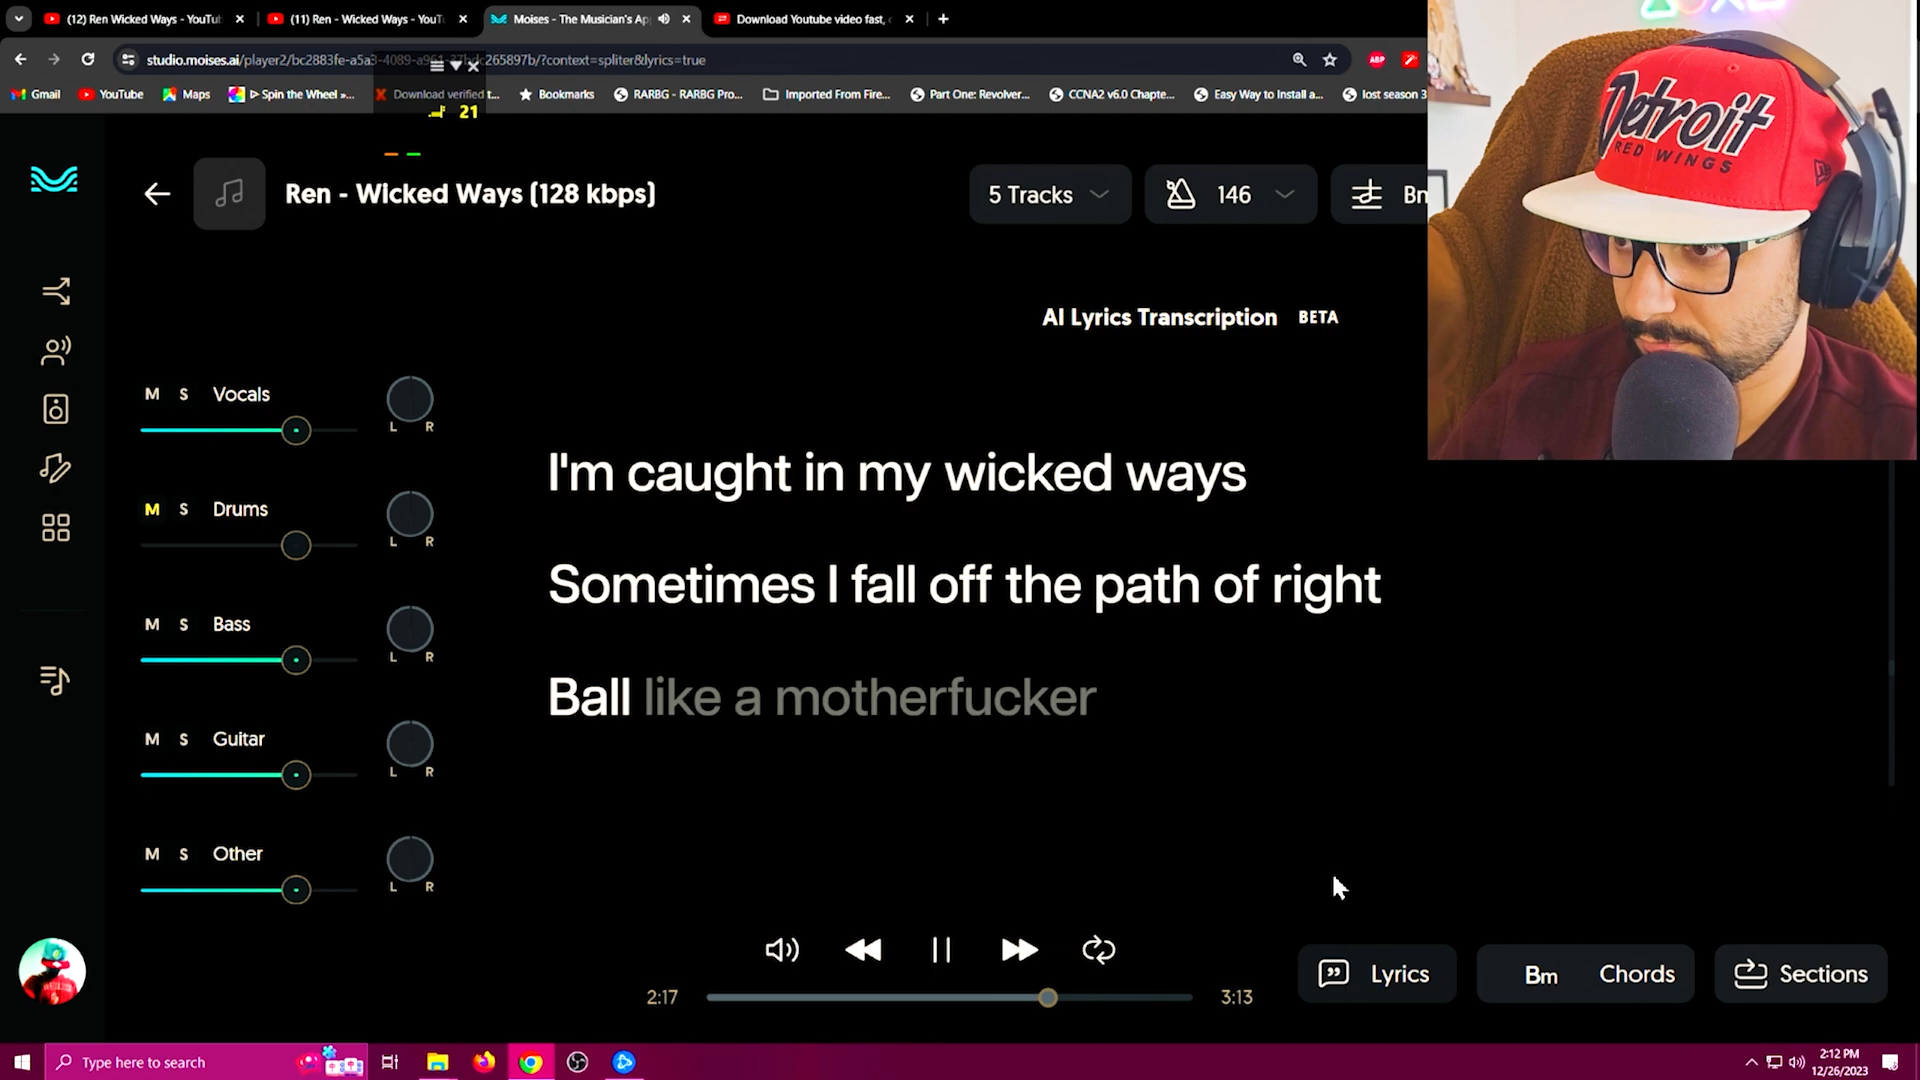 (12) Ren Wicked Ways - YouTu
(11) Ren - Wicked Ways - YouT
Moises - The Musician's Ap
Download Youtube video fast,
studio.moises.ai/player2/bc2883fe-a5a3-4089-a961-37bdc265897b/?context=spliter&lyrics=true
ABP
Gmail
YouTube
Maps
Spin the Wheel »...
Download verified t...
Bookmarks
RARBG - RARBG Pro...
Imported From Fire...
Part One: Revolver...
CCNA2 v6.0 Chapte...
Easy Way to Install a...
lost season 3
21
Detroit
RED WINGS
Ren - Wicked Ways (128 kbps)
5 Tracks
146
Bm
AI Lyrics Transcription BETA
M S Vocals
L R
M S Drums
L R
M S Bass
L R
M S Guitar
L R
M S Other
L R
I'm caught in my wicked ways
Sometimes I fall off the path of right
Ball like a motherfucker
2:17
3:13
Lyrics
Bm Chords
Sections
Type here to search
2:12 PM
12/26/2023